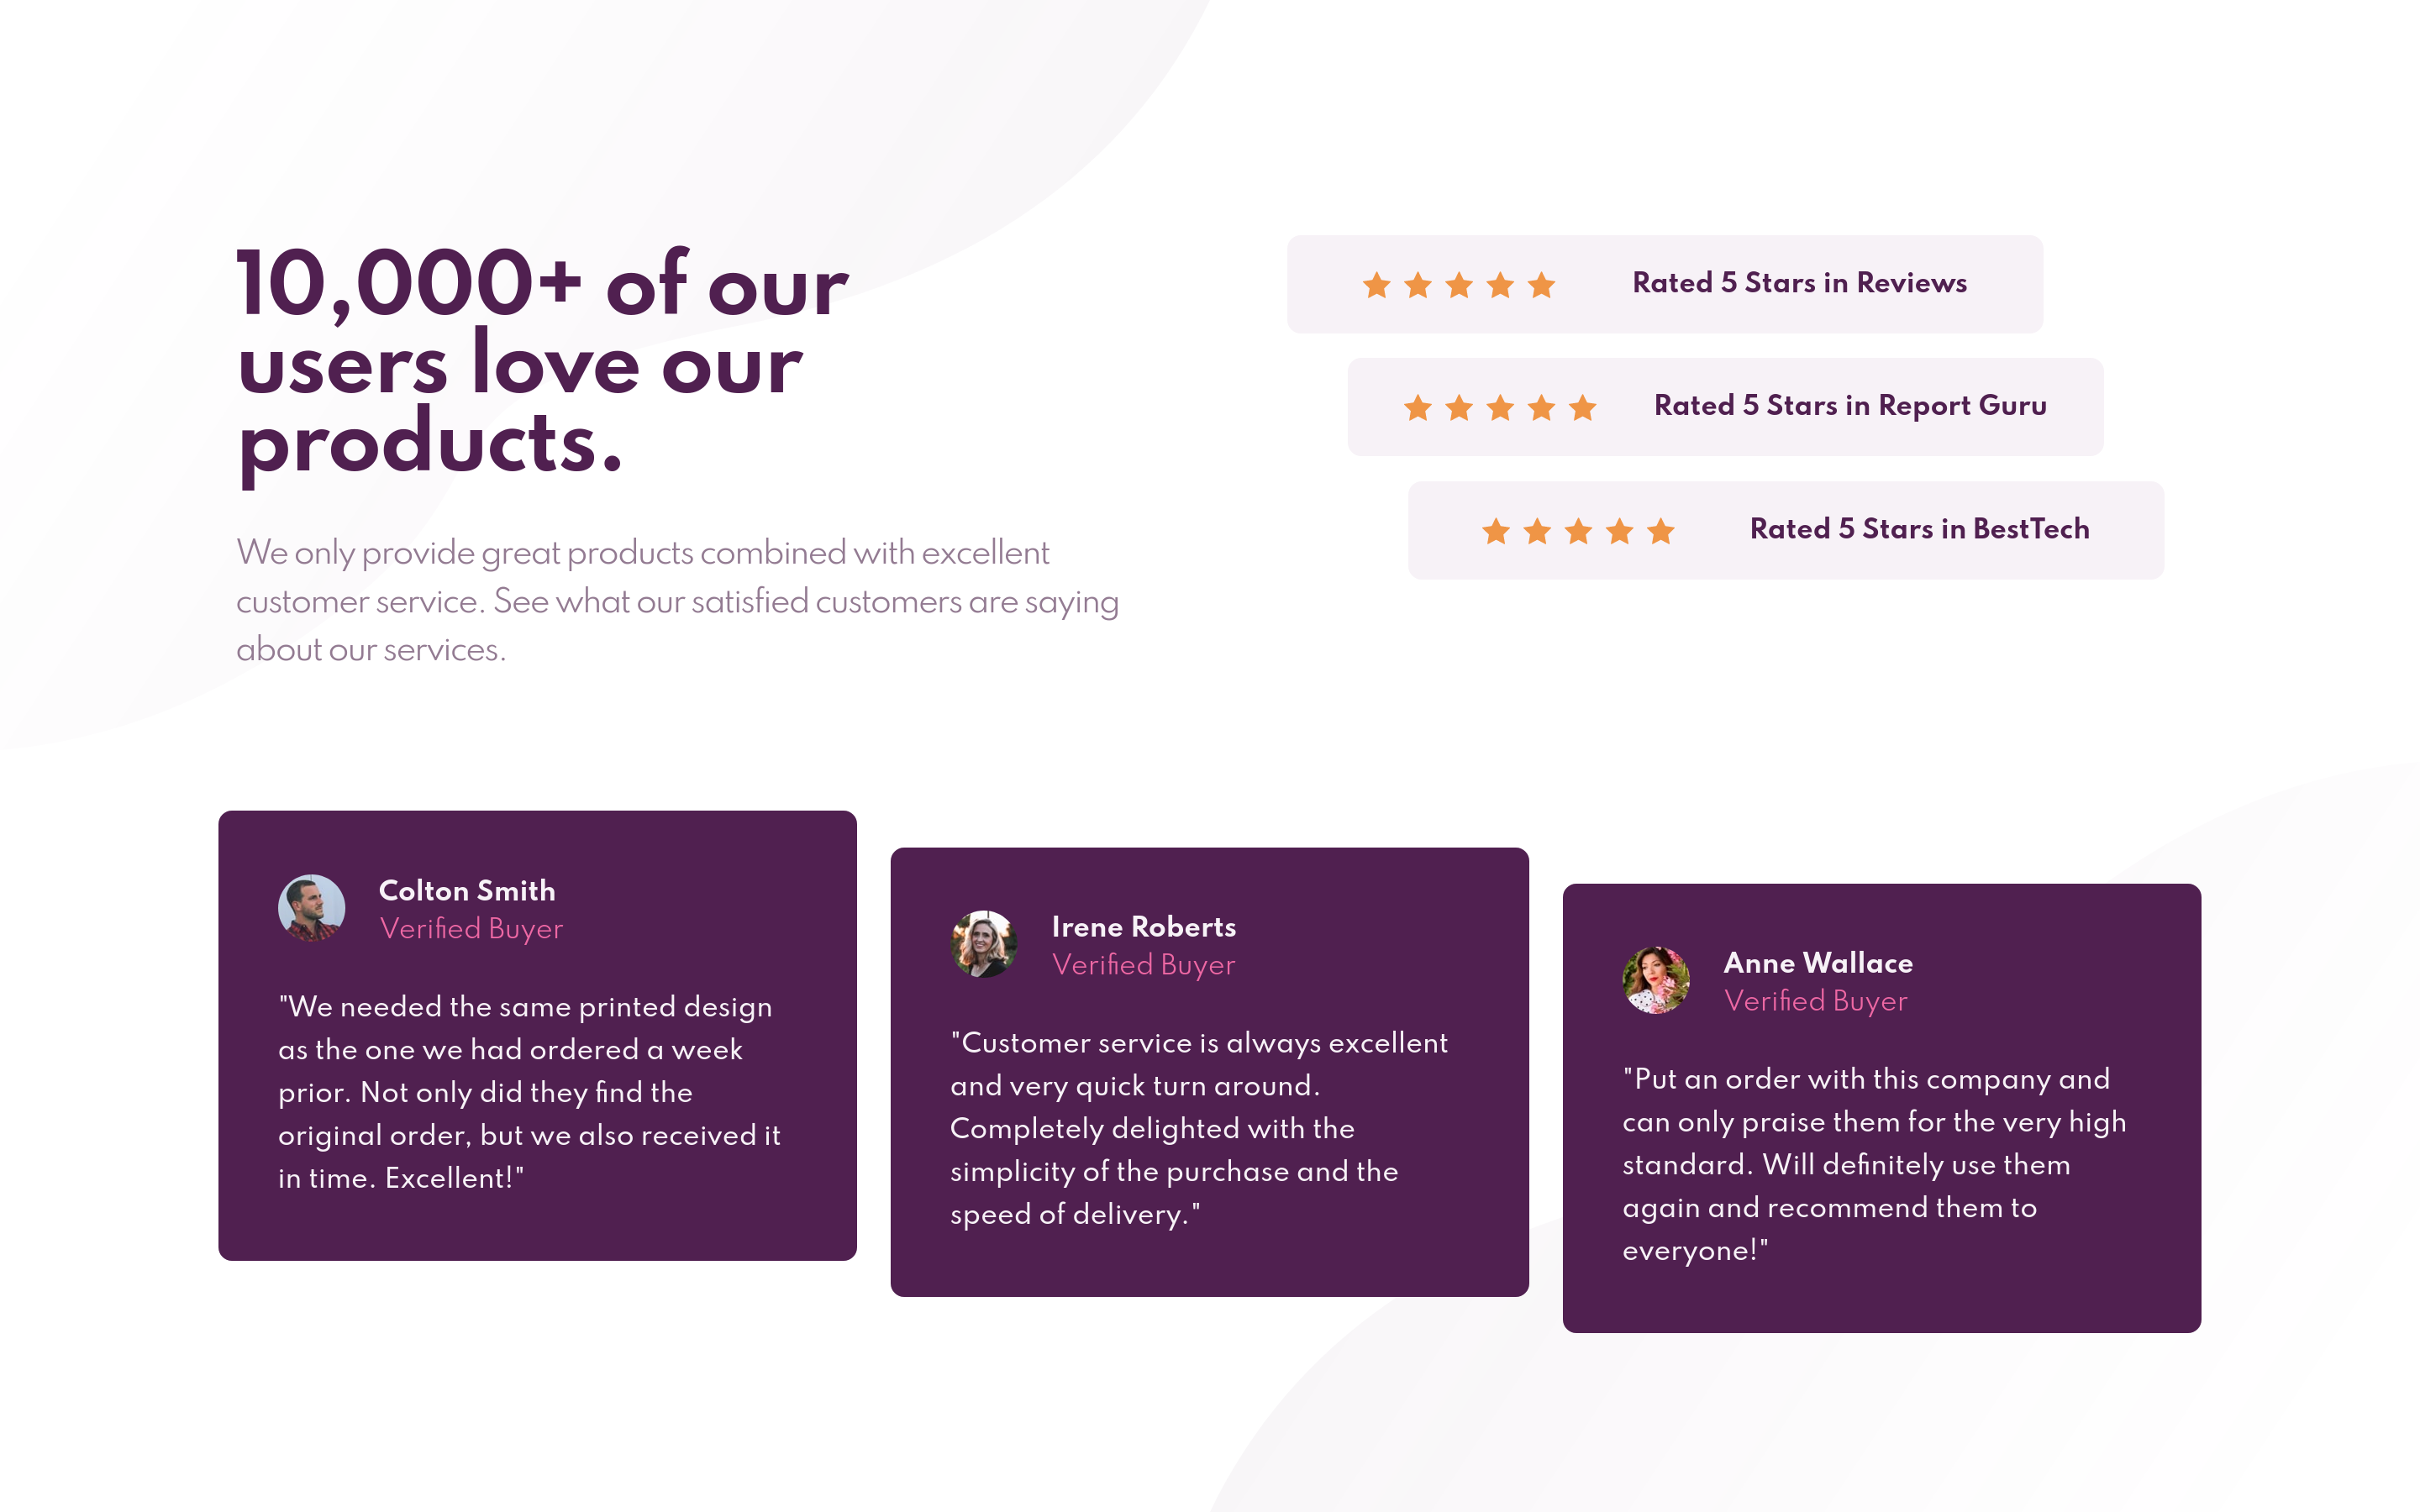 10,000+ of our
users love our
products.
We only provide great products combined with excellent
customer service. See what our satisfied customers are saying
about our services.
Rated 5 Stars in Reviews
Rated 5 Stars in Report Guru
Rated 5 Stars in BestTech
Colton Smith
Verified Buyer
"We needed the same printed design
as the one we had ordered a week
prior. Not only did they find the
original order, but we also received it
in time. Excellent!"
Irene Roberts
Verified Buyer
"Customer service is always excellent
and very quick turn around.
Completely delighted with the
simplicity of the purchase and the
speed of delivery."
Anne Wallace
Verified Buyer
"Put an order with this company and
can only praise them for the very high
standard. Will definitely use them
again and recommend them to
everyone!"